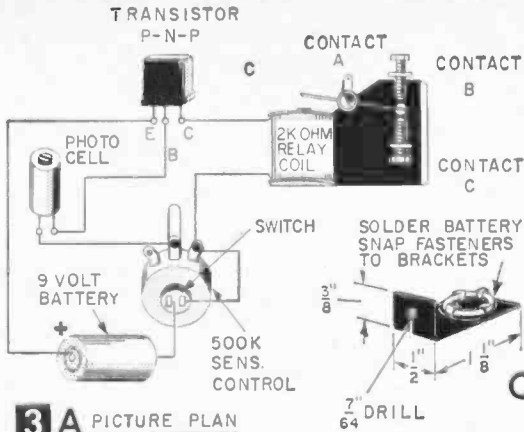 TRANSISTOR
P-N-P
C
CONTACT
A
CONTACT
B
E
C
B
PHOTO
CELL
2K OHM
RELAY
COIL
CONTACT
C
SWITCH
SOLDER BATTERY
SNAP FASTENERS
TO BRACKETS
9 VOLT
BATTERY
+
500K
SENS.
CONTROL
3/8"
1/2"
1 1/8"
7/64" DRILL
C
3 A PICTURE PLAN